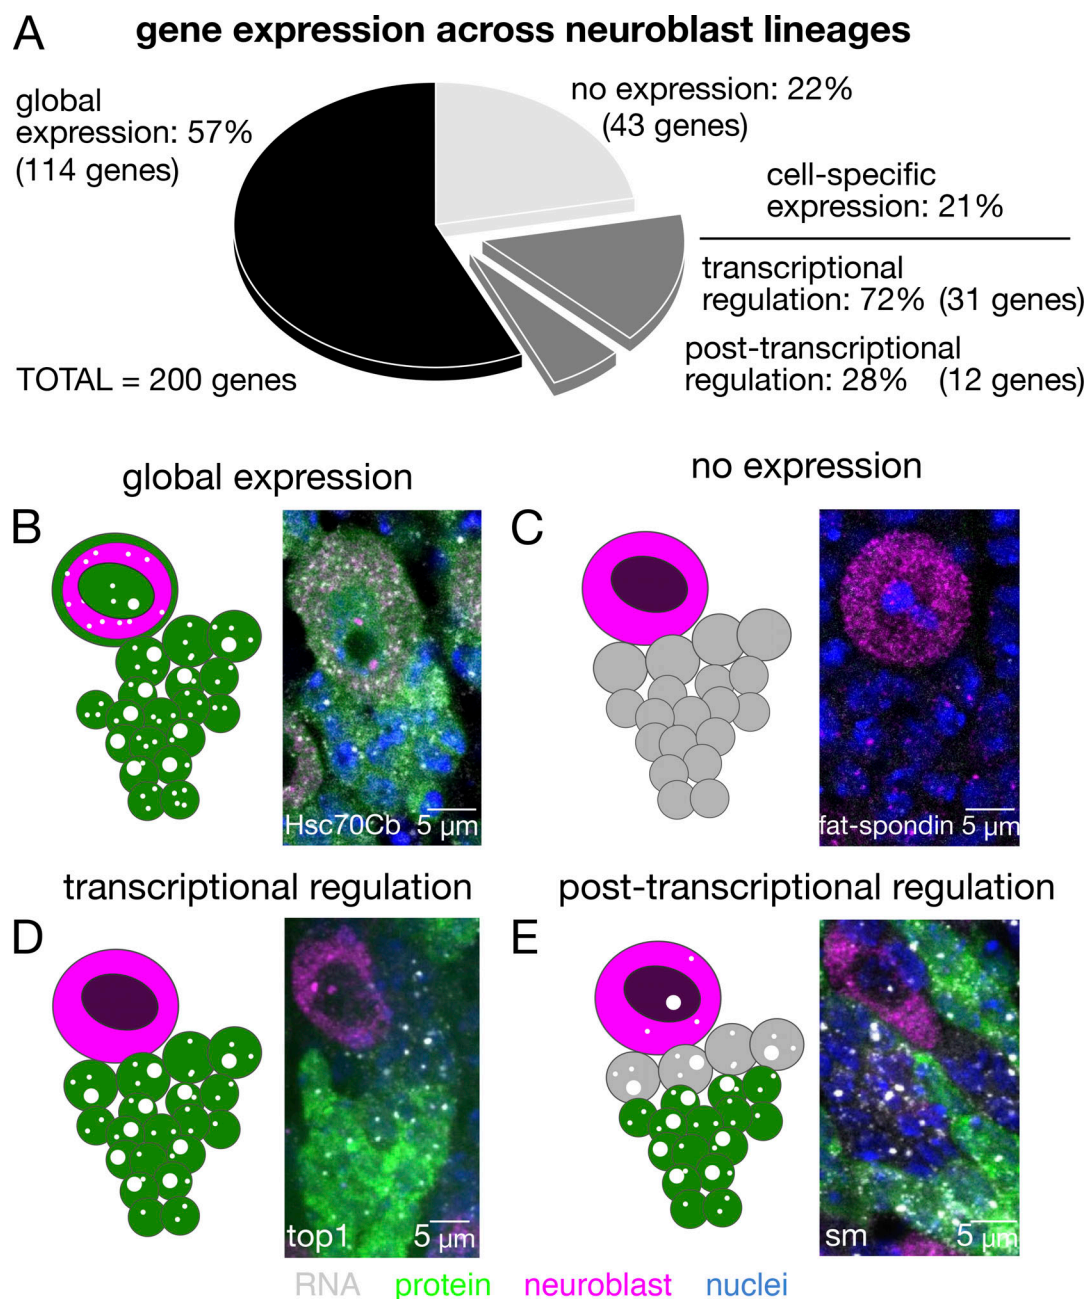 A
gene expression across neuroblast lineages
global
expression: 57%
(114 genes)
no expression: 22%
(43 genes)
cell-specific
expression: 21%
transcriptional
regulation: 72% (31 genes)
post-transcriptional
regulation: 28% (12 genes)
TOTAL = 200 genes
global expression
no expression
B
Hsc70Cb 5 µm
C
fat-spondin 5 µm
transcriptional regulation
post-transcriptional regulation
D
top1 5 µm
E
sm 5 µm
RNA protein neuroblast nuclei